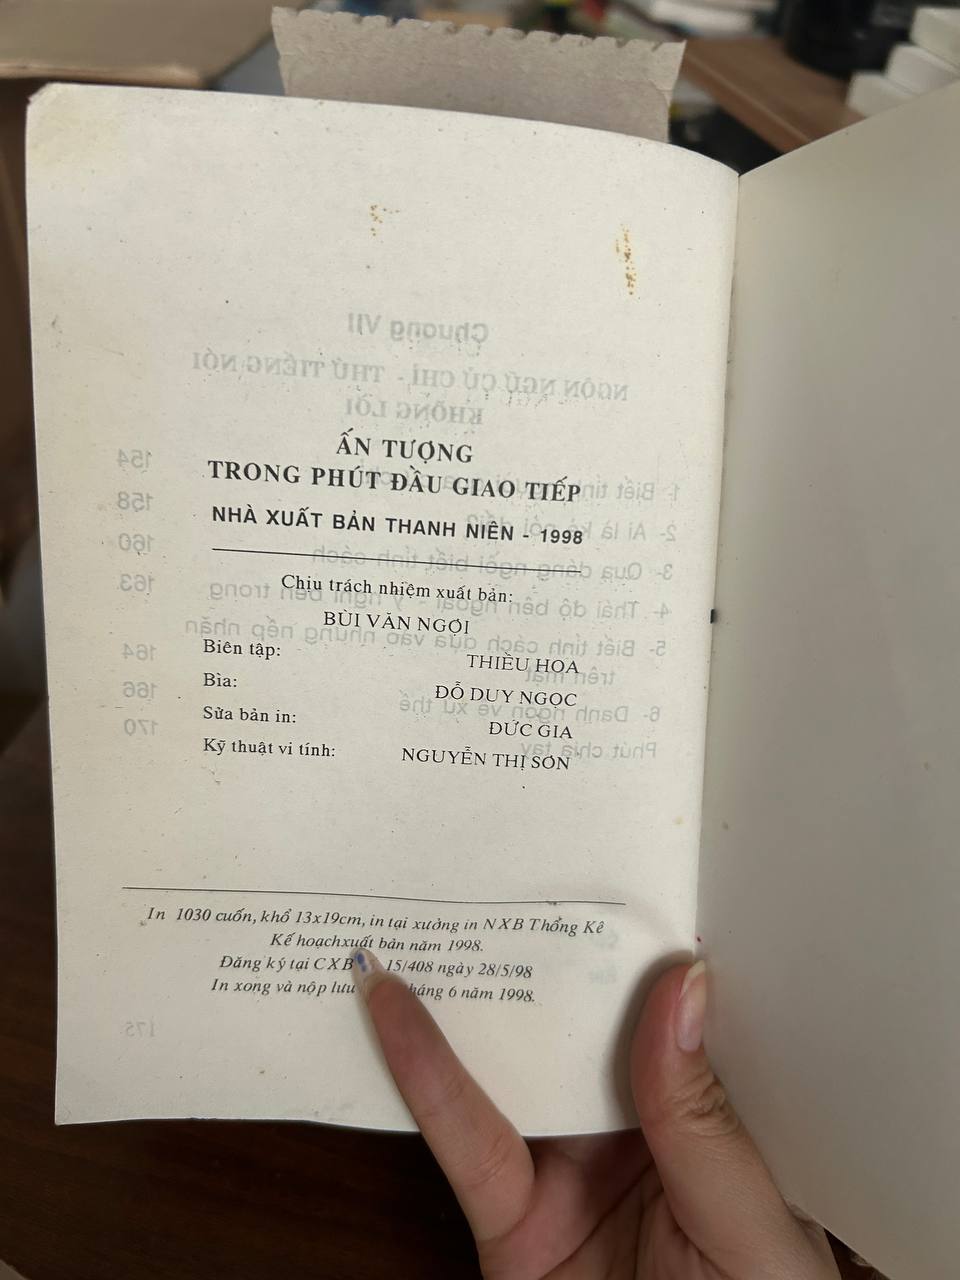 ẤN TƯỢNG
TRONG PHÚT ĐẦU GIAO TIẾP
NHÀ XUẤT BẢN THANH NIÊN - 1998
Chịu trách nhiệm xuất bản:
BÙI VĂN NGỢI
Biên tập: THIỀU HOA
Bìa: ĐỖ DUY NGỌC
Sửa bản in: ĐỨC GIA
Kỹ thuật vi tính: NGUYỄN THỊ SON
In 1030 cuốn, khổ 13x19cm, in tại xưởng in NXB Thống Kê
Kế hoạchxuất bản năm 1998.
Đăng ký tại CXB 15/408 ngày 28/5/98
In xong và nộp lưu tháng 6 năm 1998.